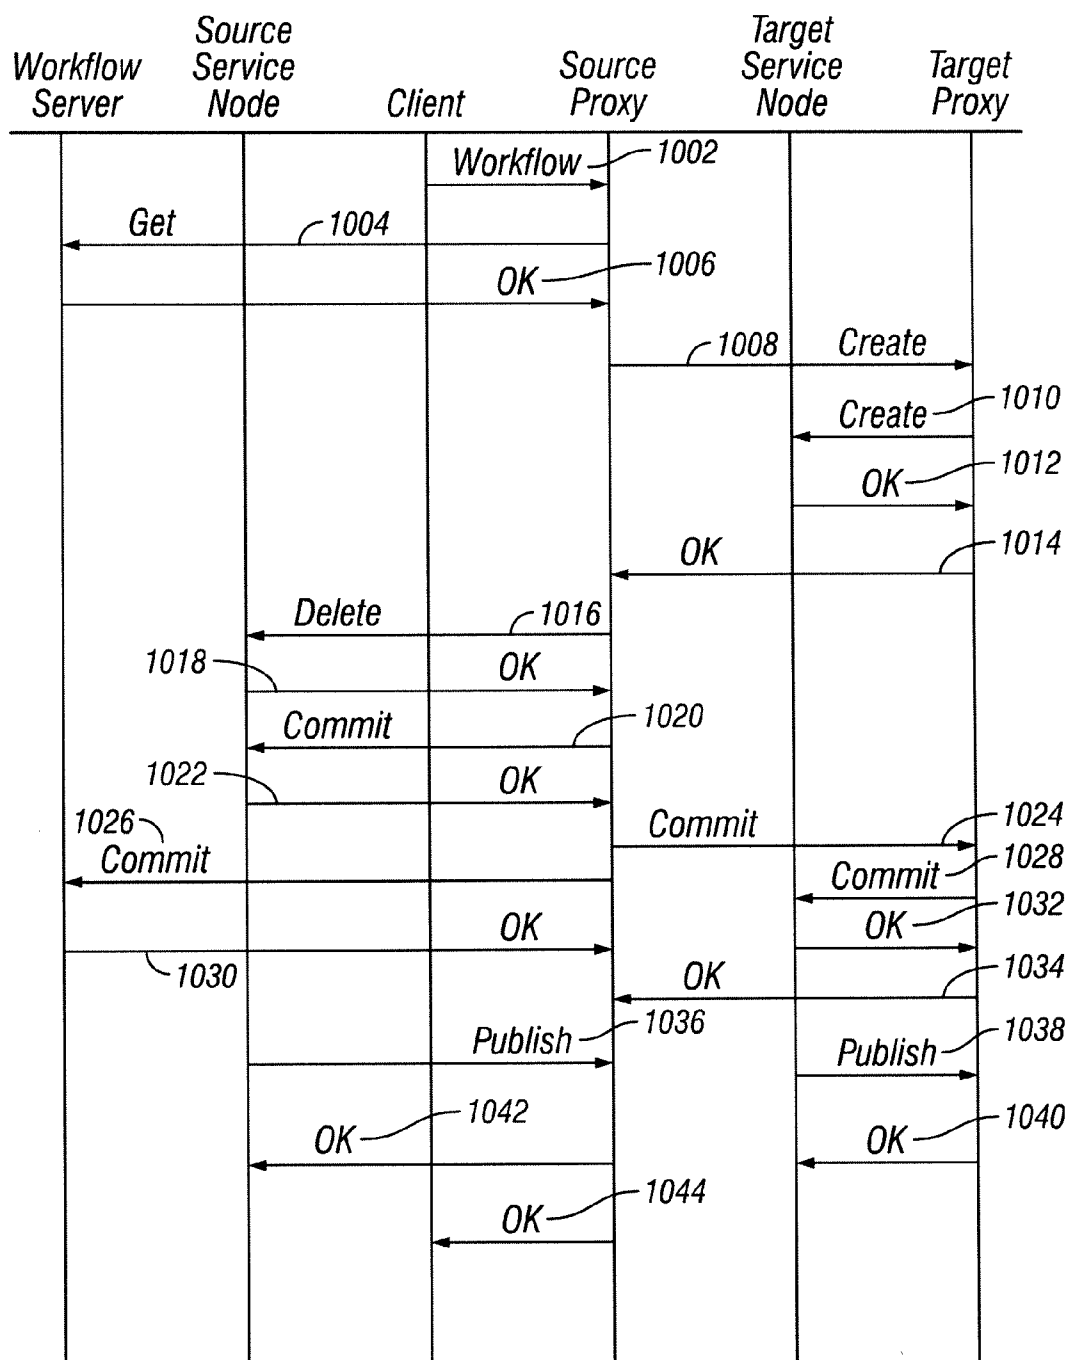 Workflow
Server
Source
Service
Node
Client
Source
Proxy
Target
Service
Node
Target
Proxy
Workflow 1002
Get 1004
OK 1006
1008 Create
Create 1010
OK 1012
OK 1014
Delete 1016
1018 OK
Commit 1020
1022 OK
Commit 1024
1026
Commit
Commit 1028
OK 1032
OK
1030
OK 1034
Publish 1036
Publish 1038
OK 1042
OK 1040
OK 1044